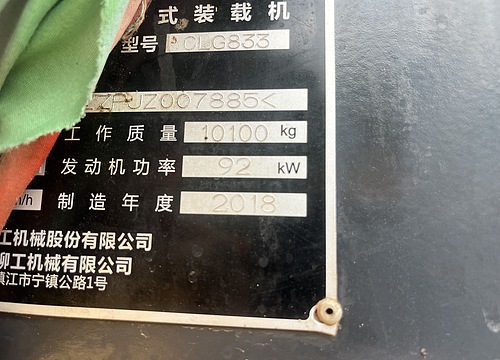 式装载机
型号 CLG833
ZPUZ007885<
工作质量 10100 kg
发动机功率 92 kW
/h 制造年度 2018
工机械股份有限公司
柳工机械有限公司
镇江市宁镇公路1号